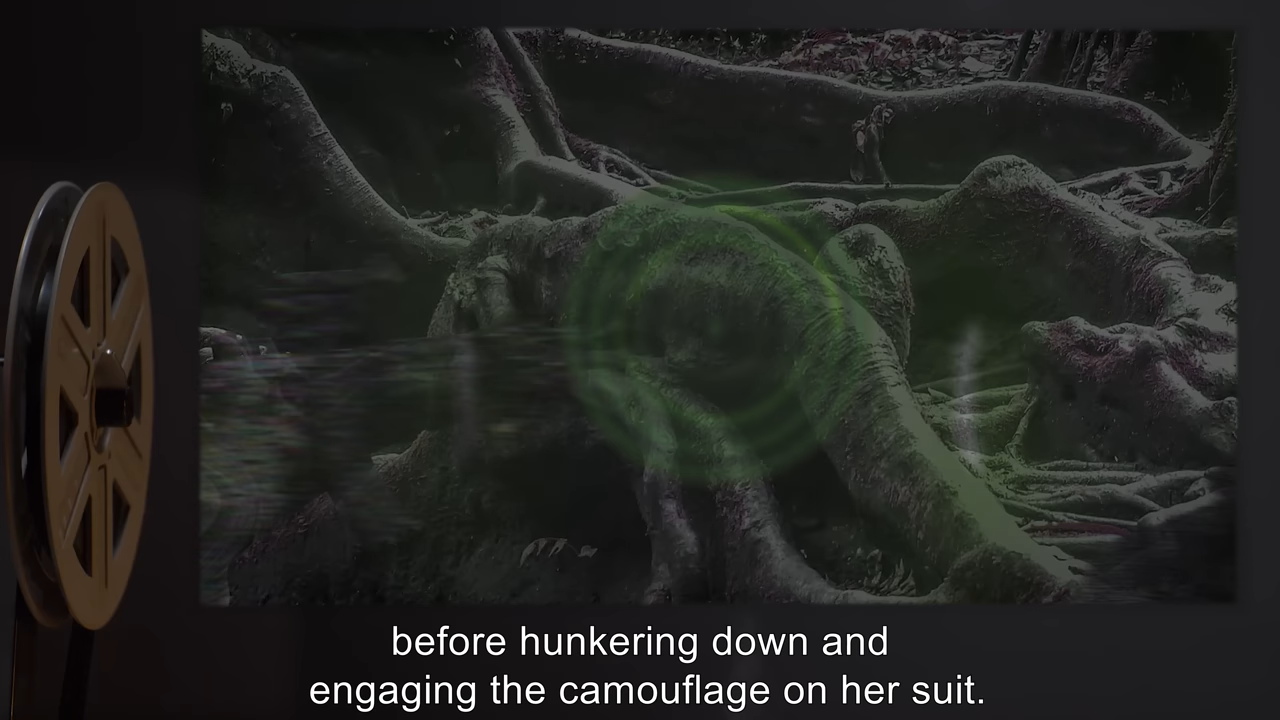 before hunkering down and
engaging the camouflage on her suit.